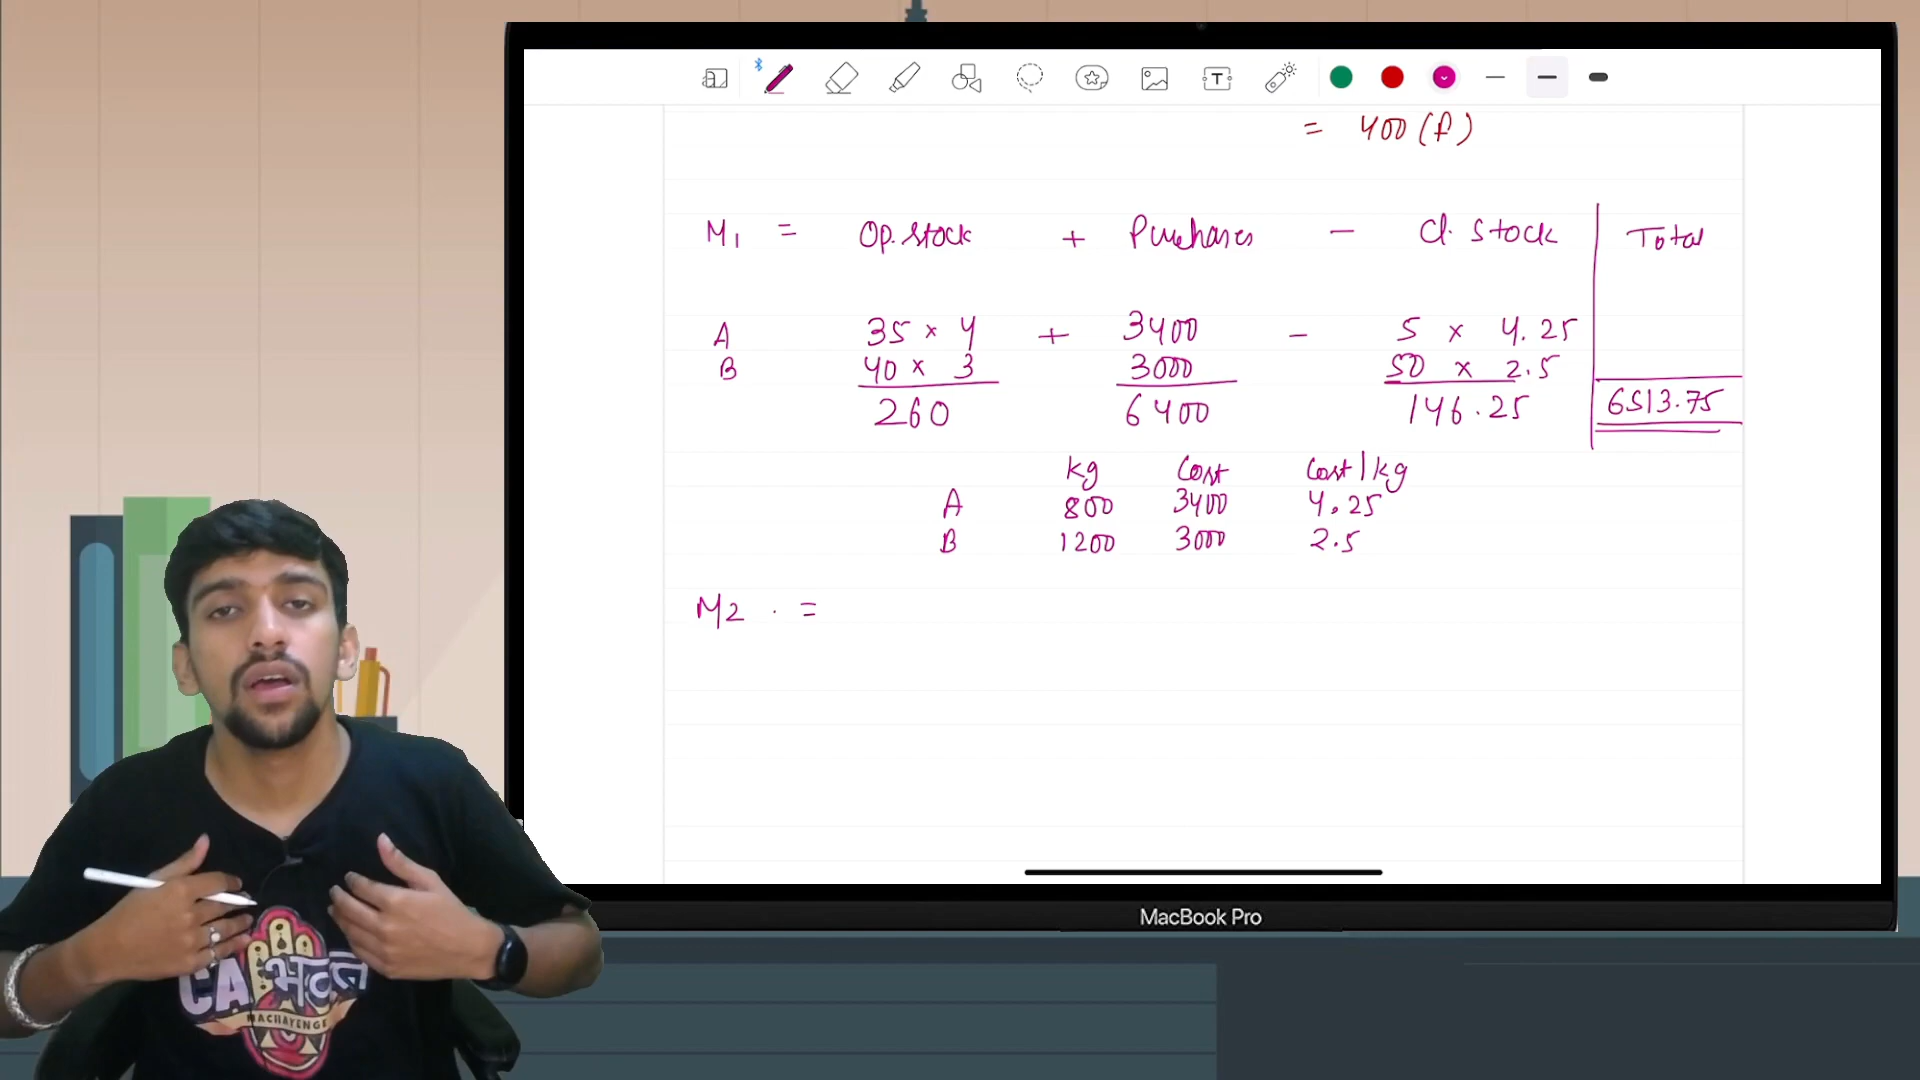 = 400 (f)
M1 = Op. stock + Purchases - Cl. stock Total
A 35 × 4 + 3400 - 5 × 4.25
B 40 × 3 3000 50 × 2.5
260 6400 146.25 6513.75
kg Cost Cost/kg
A 800 3400 4.25
B 1200 3000 2.5
M2 . =
MacBook Pro
CA भगत
MACHAYENGE